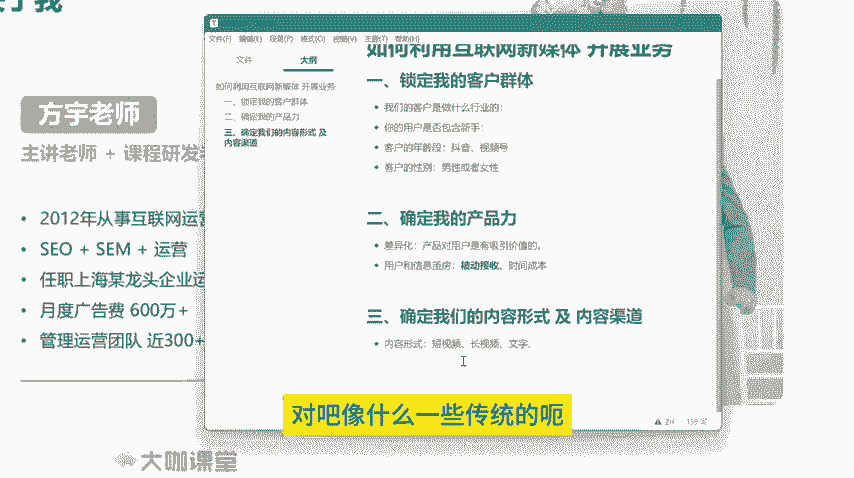 关于我
方宇老师
主讲老师 + 课程研发
2012年从事互联网运营
SEO + SEM + 运营
任职上海某龙头企业运
月度广告费 600万+
管理运营团队 近300+
大咖课堂
文件(F) 编辑(E) 段落(P) 格式(O) 视图(V) 主题(T) 帮助(H)
文件 大纲
如何利用互联网新媒体 开展业务
一、锁定我的客户群体
二、确定我的产品力
三、确定我们的内容形式 及
内容渠道
如何利用互联网新媒体 开展业务
一、锁定我的客户群体
我们的客户是做什么行业的：
你的用户是否包含新手：
客户的年龄段：抖音、视频号
客户的性别：男性或者女性
二、确定我的产品力
差异化：产品对用户是有吸引价值的。
用户和信息茧房：被动接收。时间成本
三、确定我们的内容形式 及 内容渠道
内容形式：短视频、长视频、文字、
ZH 159 词
对吧像什么一些传统的呃